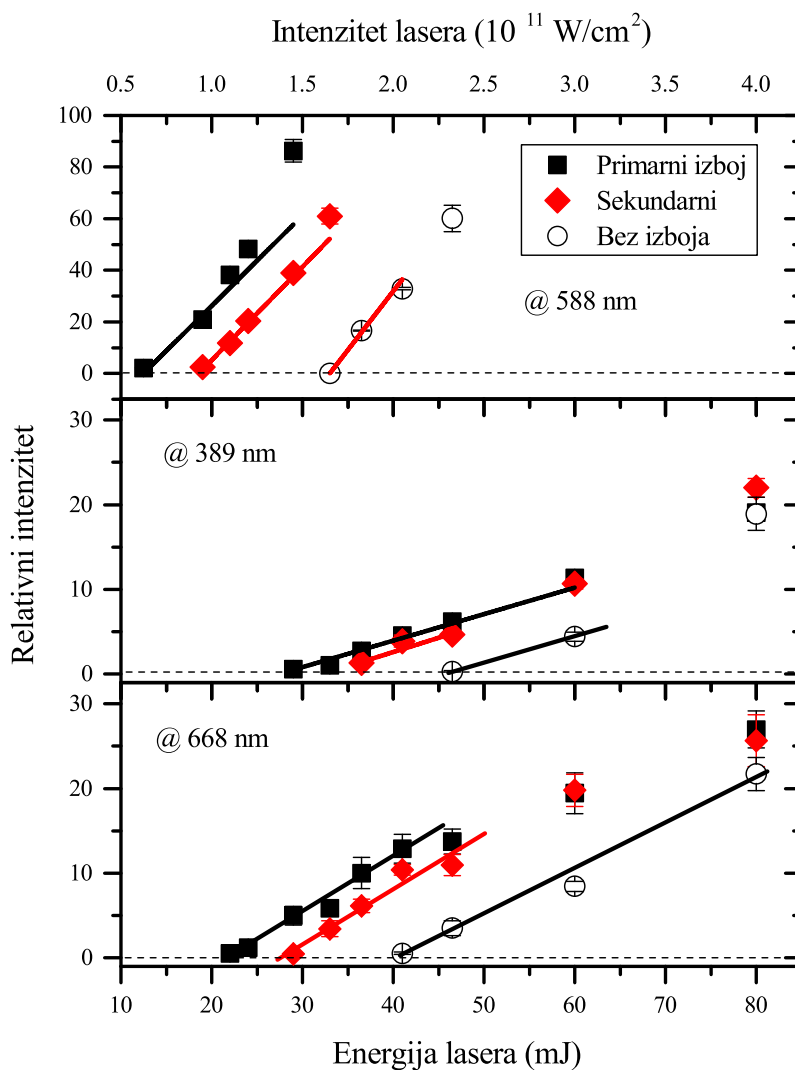 Intenzitet lasera (10 ¹¹ W/cm²)
0.5 1.0 1.5 2.0 2.5 3.0 3.5 4.0
100
80
60
40
20
0
Primarni izboj
Sekundarni
Bez izboja
@ 588 nm
30
20
10
0
@ 389 nm
Relativni intenzitet
30
20
10
0
@ 668 nm
10 20 30 40 50 60 70 80
Energija lasera (mJ)